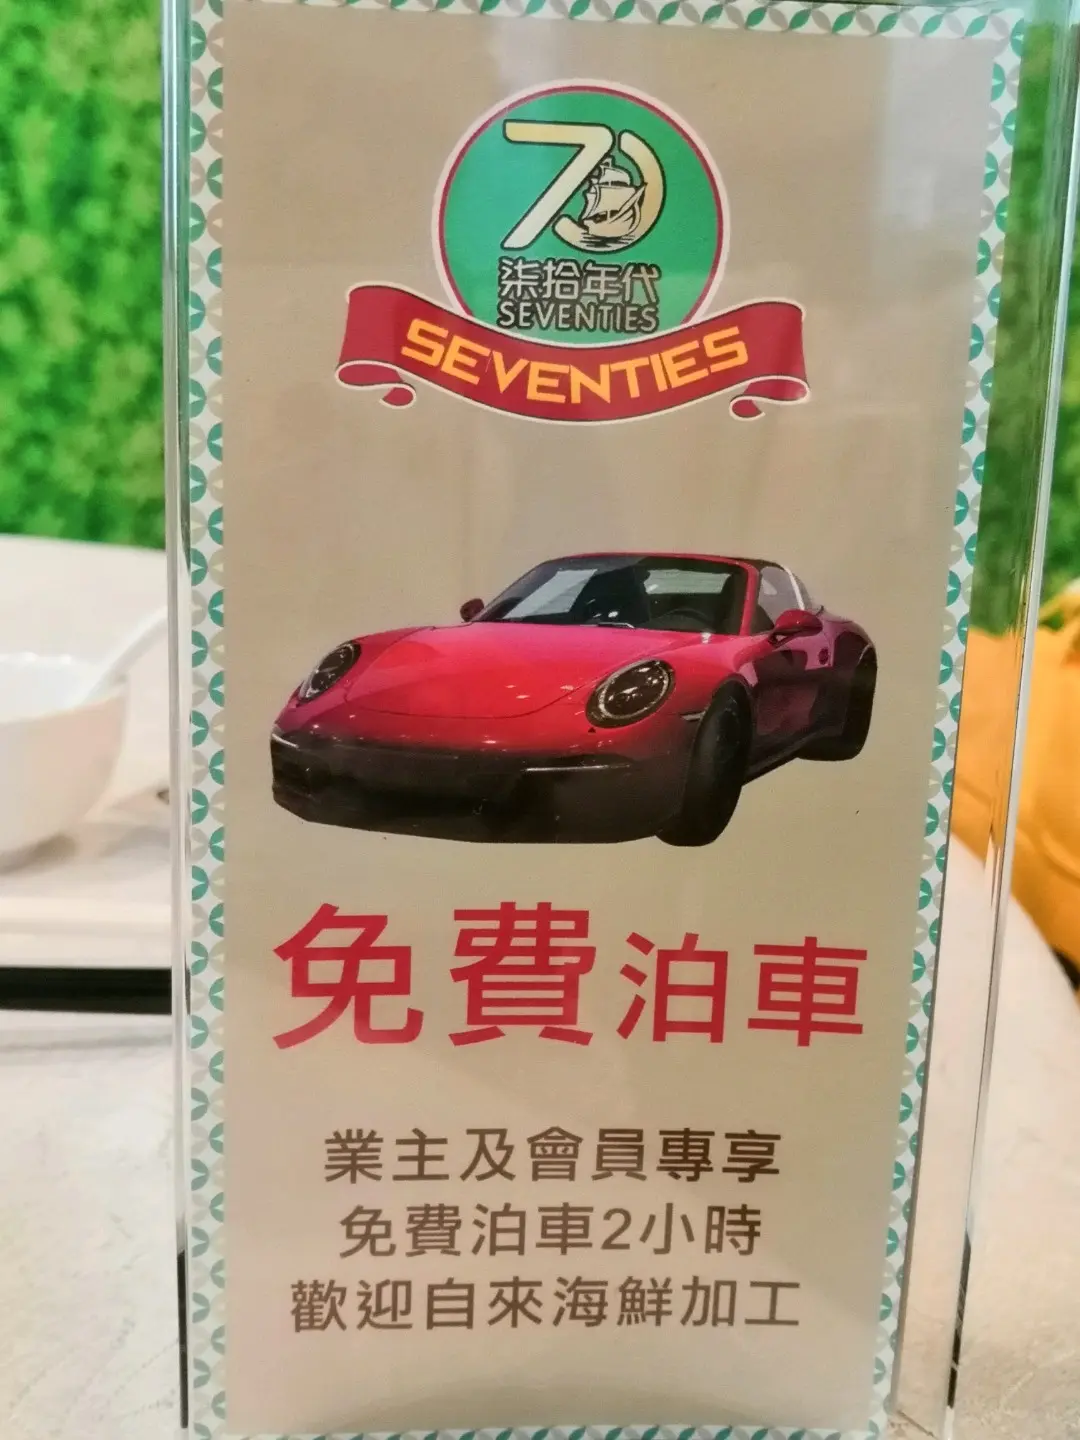 70
柒拾年代
SEVENTIES
SEVENTIES
免費泊車
業主及會員專享
免費泊車2小時
歡迎自來海鮮加工